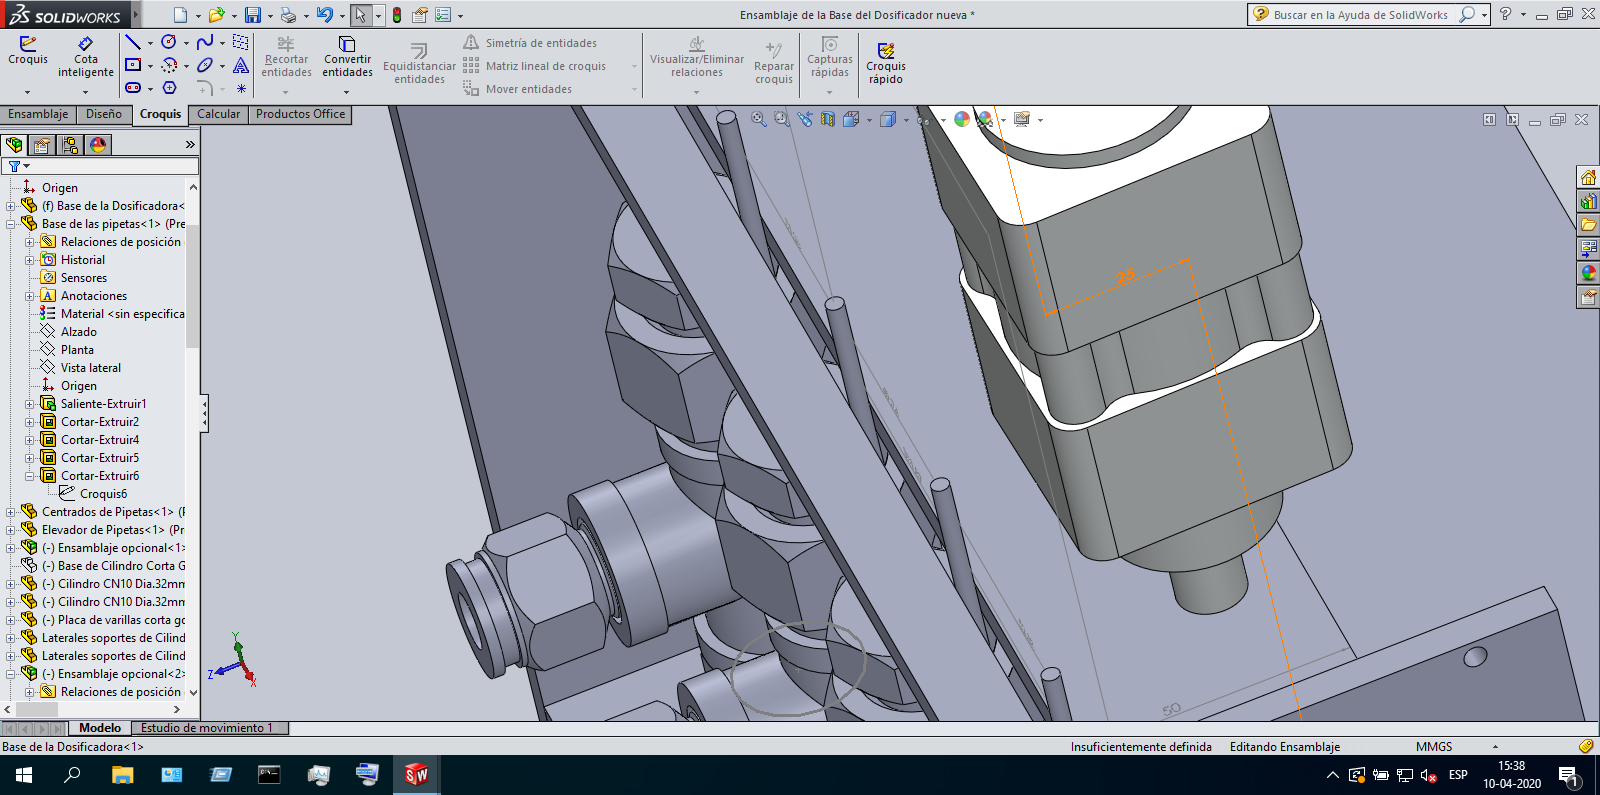 SOLIDWORKS
Ensamblaje de la Base del Dosificador nueva *
Buscar en la Ayuda de SolidWorks
Croquis
Cota inteligente
Recortar entidades
Convertir entidades
Equidistanciar entidades
Simetría de entidades
Matriz lineal de croquis
Mover entidades
Visualizar/Eliminar relaciones
Reparar croquis
Capturas rápidas
Croquis rápido
Ensamblaje
Diseño
Croquis
Calcular
Productos Office
Origen
(f) Base de la Dosificadora<
Base de las pipetas<1> (Pre
Relaciones de posición
Historial
Sensores
Anotaciones
Material <sin especifica
Alzado
Planta
Vista lateral
Origen
Saliente-Extruir1
Cortar-Extruir2
Cortar-Extruir4
Cortar-Extruir5
Cortar-Extruir6
Croquis6
Centrados de Pipetas<1> (F
Elevador de Pipetas<1> (Pr
(-) Ensamblaje opcional<1>
(-) Base de Cilindro Corta G
(-) Cilindro CN10 Dia.32mm
(-) Cilindro CN10 Dia.32mm
(-) Placa de varillas corta go
Laterales soportes de Cilind
Laterales soportes de Cilind
(-) Ensamblaje opcional<2>
Relaciones de posición
25
50
Y
Z
X
Modelo
Estudio de movimiento 1
Base de la Dosificadora<1>
Insuficientemente definida
Editando Ensamblaje
MMGS
ESP
15:38
10-04-2020
1